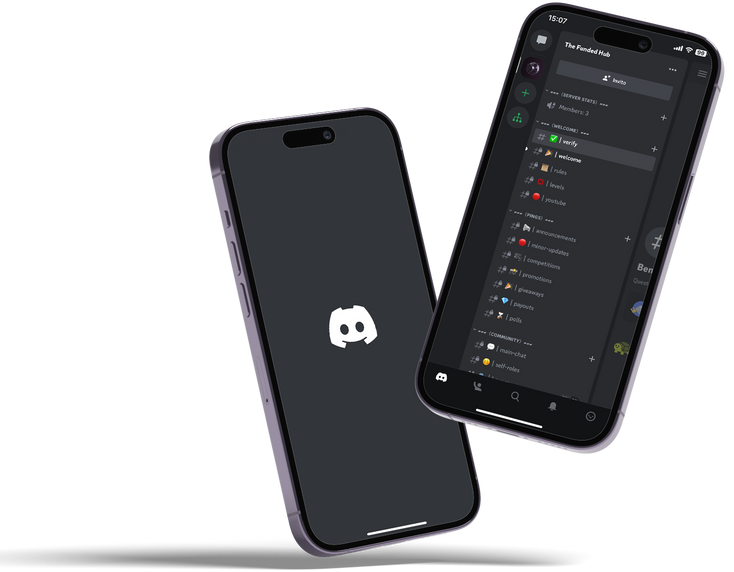 15:07
98
The Funded Hub
Invite
(SERVER STATS)
Members: 3
(WELCOME)
verify
welcome
rules
levels
youtube
(PINGS)
announcements
minor-updates
competitions
promotions
giveaways
payouts
polls
(COMMUNITY)
main-chat
self-roles
Ben